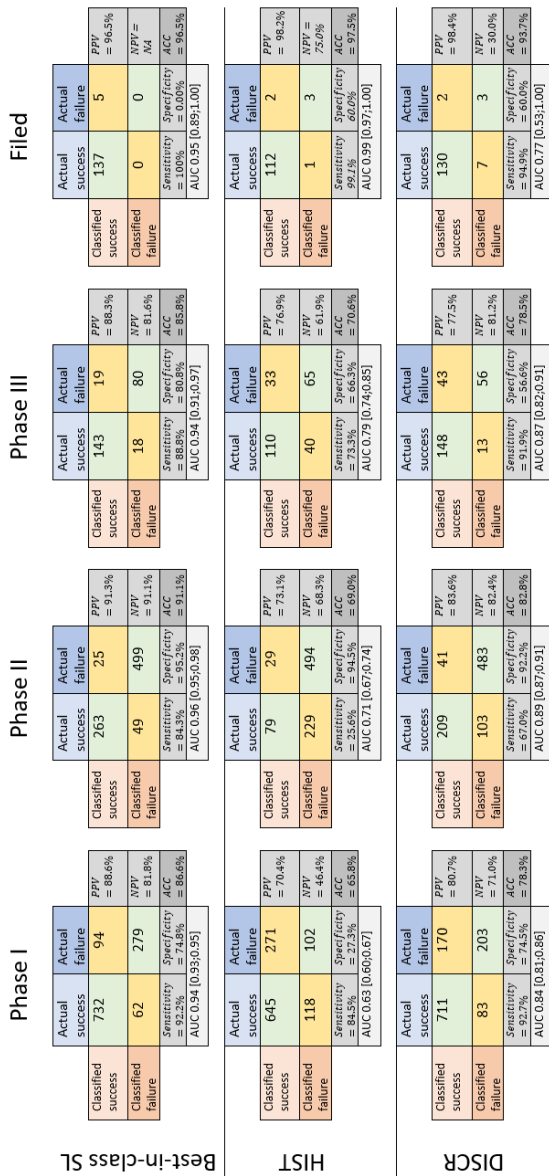 Phase I
Phase II
Phase III
Filed
Best-in-class SL
Actual success
Actual failure
Classified success
732
94
PPV = 88.6%
Classified failure
62
279
NPV = 81.8%
Sensitivity = 92.2%
Specificity = 74.8%
ACC = 86.6%
AUC 0.94 [0.93;0.95]
Actual success
Actual failure
Classified success
263
25
PPV = 91.3%
Classified failure
49
499
NPV = 91.1%
Sensitivity = 84.3%
Specificity = 95.2%
ACC = 91.1%
AUC 0.96 [0.95;0.98]
Actual success
Actual failure
Classified success
143
19
PPV = 88.3%
Classified failure
18
80
NPV = 81.6%
Sensitivity = 88.8%
Specificity = 80.8%
ACC = 85.8%
AUC 0.94 [0.91;0.97]
Actual success
Actual failure
Classified success
137
5
PPV = 96.5%
Classified failure
0
0
NPV = NA
Sensitivity = 100%
Specificity = 0.00%
ACC = 96.5%
AUC 0.95 [0.89;1.00]
HIST
Actual success
Actual failure
Classified success
645
271
PPV = 70.4%
Classified failure
118
102
NPV = 46.4%
Sensitivity = 84.5%
Specificity = 27.3%
ACC = 65.8%
AUC 0.63 [0.60;0.67]
Actual success
Actual failure
Classified success
79
29
PPV = 73.1%
Classified failure
229
494
NPV = 68.3%
Sensitivity = 25.6%
Specificity = 94.5%
ACC = 69.0%
AUC 0.71 [0.67;0.74]
Actual success
Actual failure
Classified success
110
33
PPV = 76.9%
Classified failure
40
65
NPV = 61.9%
Sensitivity = 73.3%
Specificity = 66.3%
ACC = 70.6%
AUC 0.79 [0.74;0.85]
Actual success
Actual failure
Classified success
112
2
PPV = 98.2%
Classified failure
1
3
NPV = 75.0%
Sensitivity 99.1%
Specificity 60.0%
ACC = 97.5%
AUC 0.99 [0.97;1.00]
DISCR
Actual success
Actual failure
Classified success
711
170
PPV = 80.7%
Classified failure
83
203
NPV = 71.0%
Sensitivity = 92.7%
Specificity = 74.5%
ACC = 78.3%
AUC 0.84 [0.81;0.86]
Actual success
Actual failure
Classified success
209
41
PPV = 83.6%
Classified failure
103
483
NPV = 82.4%
Sensitivity = 67.0%
Specificity = 92.2%
ACC = 82.8%
AUC 0.89 [0.87;0.91]
Actual success
Actual failure
Classified success
148
43
PPV = 77.5%
Classified failure
13
56
NPV = 81.2%
Sensitivity = 91.9%
Specificity = 56.6%
ACC = 78.5%
AUC 0.87 [0.82;0.91]
Actual success
Actual failure
Classified success
130
2
PPV = 98.4%
Classified failure
7
3
NPV = 30.0%
Sensitivity = 94.9%
Specificity = 60.0%
ACC = 93.7%
AUC 0.77 [0.53;1.00]